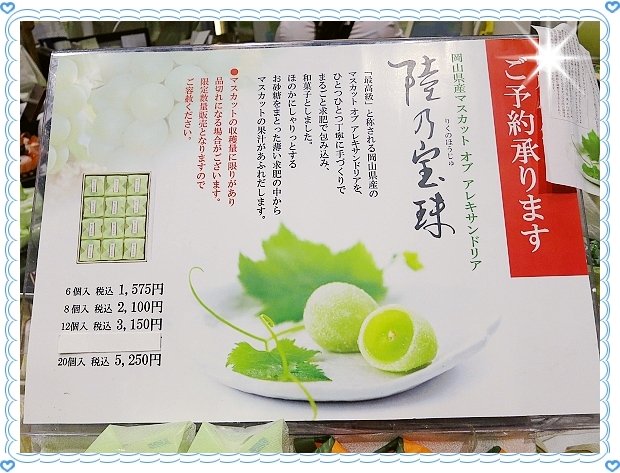 ご予約承ります
岡山県産マスカット オブ アレキサンドリア
陸乃宝珠
りくのほうじゅ
「最高級」と称される岡山県産の
マスカット オブ アレキサンドリアを、
ひとつひとつ丁寧に手づくりで
まるごと求肥で包み込み、
和菓子としました。
ほのかにしゃりっとする
お砂糖をまとった薄い求肥の中から
マスカットの果汁があふれだします。
●マスカットの収穫量に限りがあり
品切れになる場合がございます。
限定数量販売となりますので
ご容赦ください。
6個入 税込 1,575円
8個入 税込 2,100円
12個入 税込 3,150円
20個入 税込 5,250円